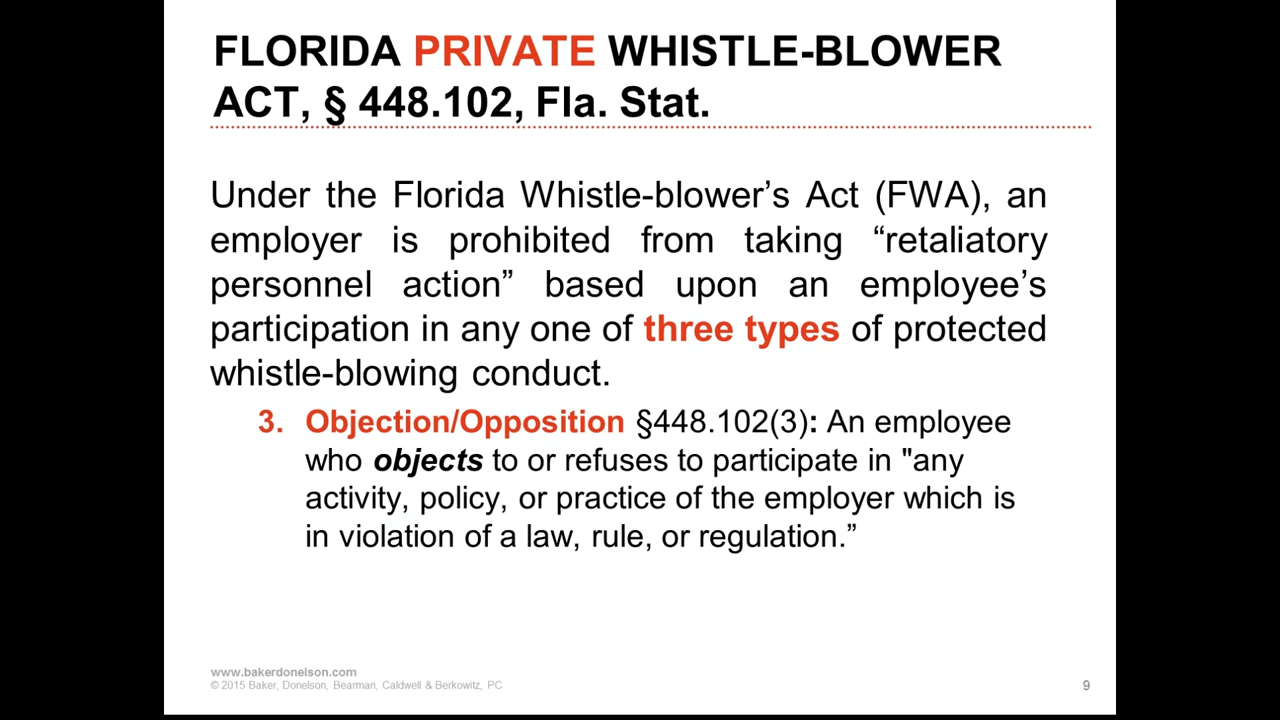 FLORIDA PRIVATE WHISTLE-BLOWER
ACT, § 448.102, Fla. Stat.
Under the Florida Whistle-blower’s Act (FWA), an
employer is prohibited from taking “retaliatory
personnel action” based upon an employee’s
participation in any one of three types of protected
whistle-blowing conduct.
3. Objection/Opposition §448.102(3): An employee
who objects to or refuses to participate in "any
activity, policy, or practice of the employer which is
in violation of a law, rule, or regulation.”
www.bakerdonelson.com
© 2015 Baker, Donelson, Bearman, Caldwell & Berkowitz, PC
9